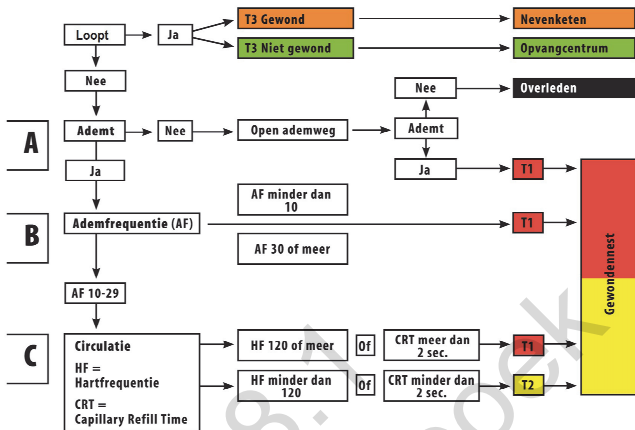 Loopt
Ja
T3 Gewond
Nevenketen
T3 Niet gewond
Opvangcentrum
Nee
Nee
Overleden
A
Ademt
Nee
Open ademweg
Ademt
Ja
Ja
T1
B
Ademfrequentie (AF)
AF minder dan
10
T1
AF 30 of meer
Gewondennest
AF 10-29
C
Circulatie
HF =
Hartfrequentie
CRT =
Capillary Refill Time
HF 120 of meer
Of
CRT meer dan
2 sec.
T1
HF minder dan
120
Of
CRT minder dan
2 sec.
T2
8.1
oek